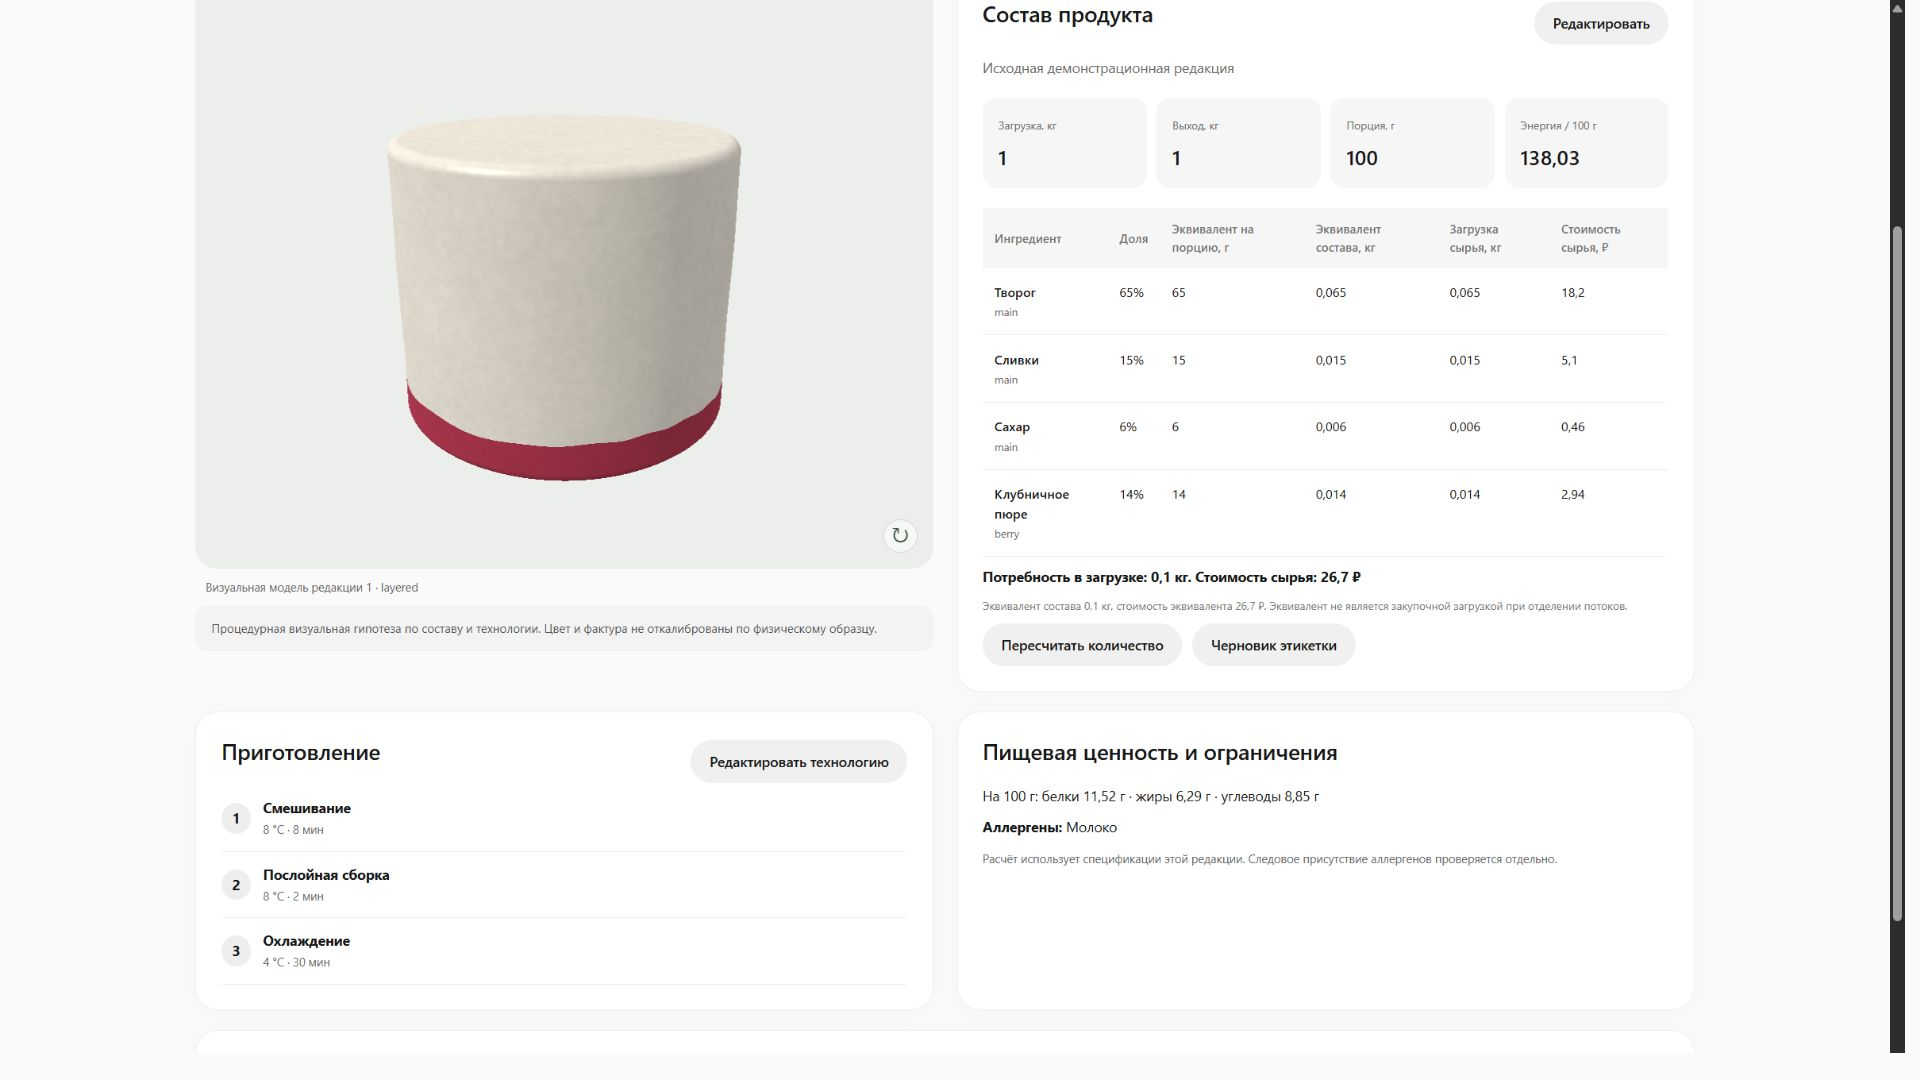 Состав продукта
Редактировать
Исходная демонстрационная редакция
Загрузка, кг
1
Выход, кг
1
Порция, г
100
Энергия / 100 г
138,03
Ингредиент
Доля
Эквивалент на
порцию, г
Эквивалент
состава, кг
Загрузка
сырья, кг
Стоимость
сырья, ₽
Творог
main
65%
65
0,065
0,065
18,2
Сливки
main
15%
15
0,015
0,015
5,1
Сахар
main
6%
6
0,006
0,006
0,46
Клубничное
пюре
berry
14%
14
0,014
0,014
2,94
Потребность в загрузке: 0,1 кг. Стоимость сырья: 26,7 ₽
Эквивалент состава 0,1 кг, стоимость эквивалента 26,7 ₽. Эквивалент не является закупочной загрузкой при отделении потоков.
Пересчитать количество
Черновик этикетки
↻
Визуальная модель редакции 1 · layered
Процедурная визуальная гипотеза по составу и технологии. Цвет и фактура не откалиброваны по физическому образцу.
Приготовление
Редактировать технологию
1
Смешивание
8 °C · 8 мин
2
Послойная сборка
8 °C · 2 мин
3
Охлаждение
4 °C · 30 мин
Пищевая ценность и ограничения
На 100 г: белки 11,52 г · жиры 6,29 г · углеводы 8,85 г
Аллергены: Молоко
Расчёт использует спецификации этой редакции. Следовое присутствие аллергенов проверяется отдельно.